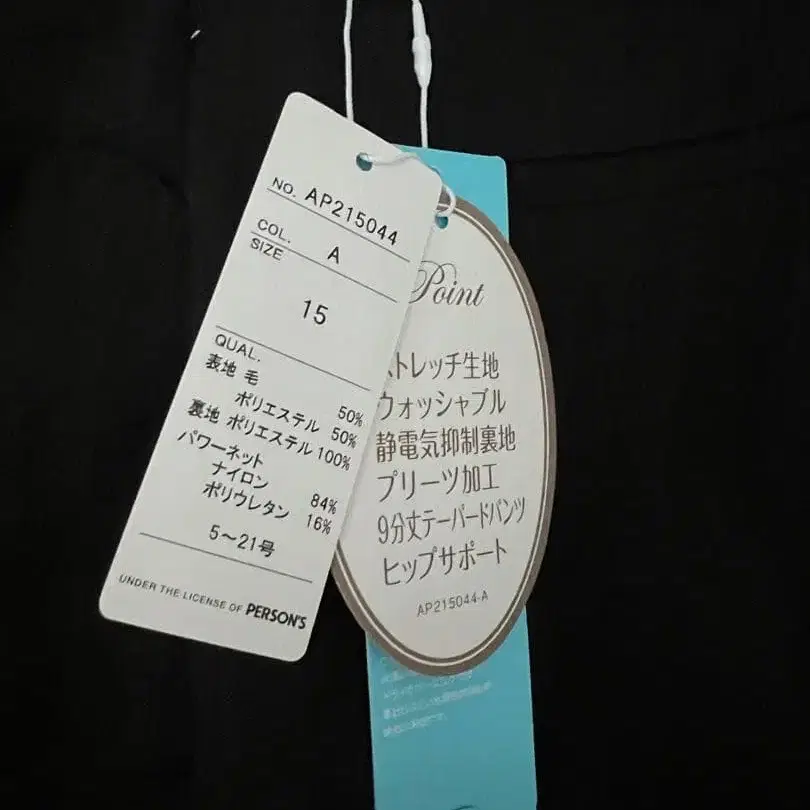 NO. AP215044
COL. A
SIZE
15
QUAL.
表地 毛 50%
ポリエステル 50%
裏地 ポリエステル 100%
パワーネット
ナイロン 84%
ポリウレタン 16%
5～21号
UNDER THE LICENSE OF PERSON'S
Point
ストレッチ生地
ウォッシャブル
静電気抑制裏地
プリーツ加工
9分丈テーパードパンツ
ヒップサポート
AP215044-A